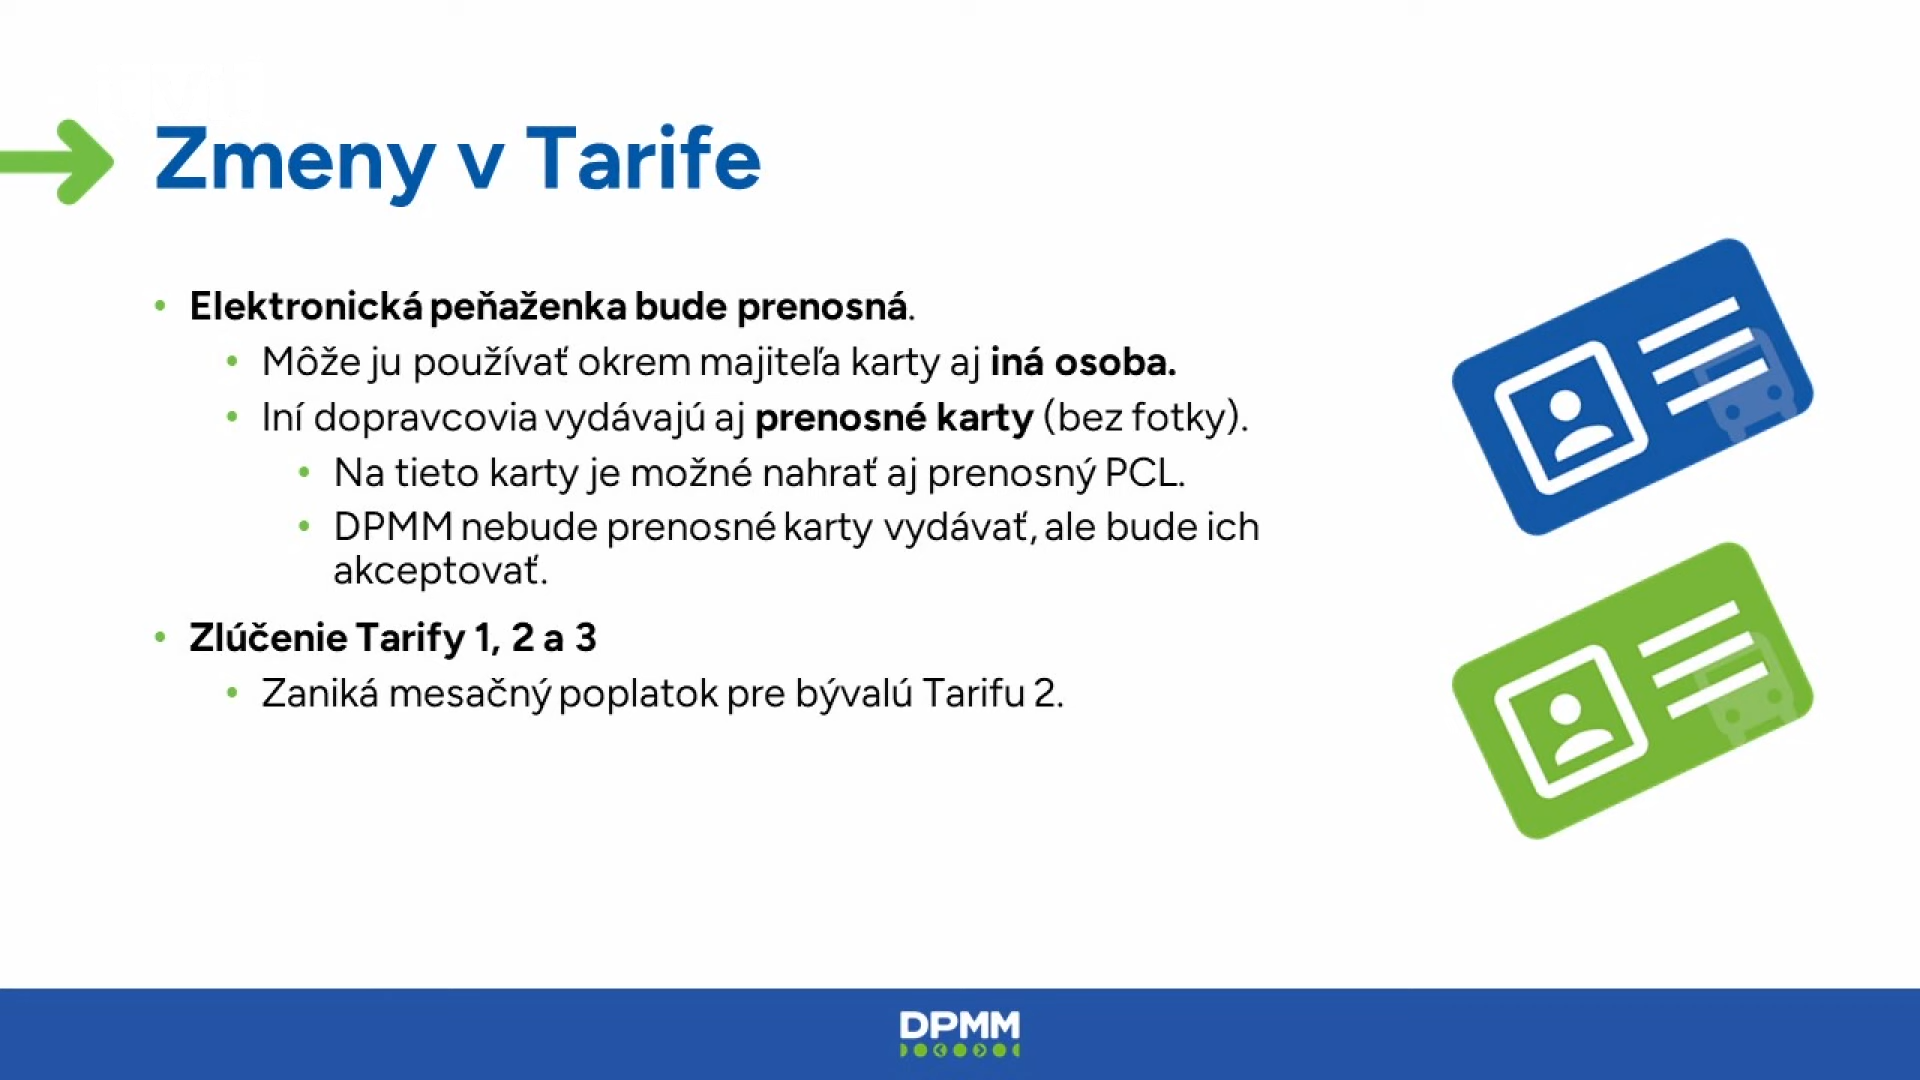 Zmeny v Tarife
• Elektronická peňaženka bude prenosná.
• Môže ju používať okrem majiteľa karty aj iná osoba.
• Iní dopravcovia vydávajú aj prenosné karty (bez fotky).
• Na tieto karty je možné nahrať aj prenosný PCL.
• DPMM nebude prenosné karty vydávať, ale bude ich
akceptovať.
• Zlúčenie Tarify 1, 2 a 3
• Zaniká mesačný poplatok pre bývalú Tarifu 2.
DPMM